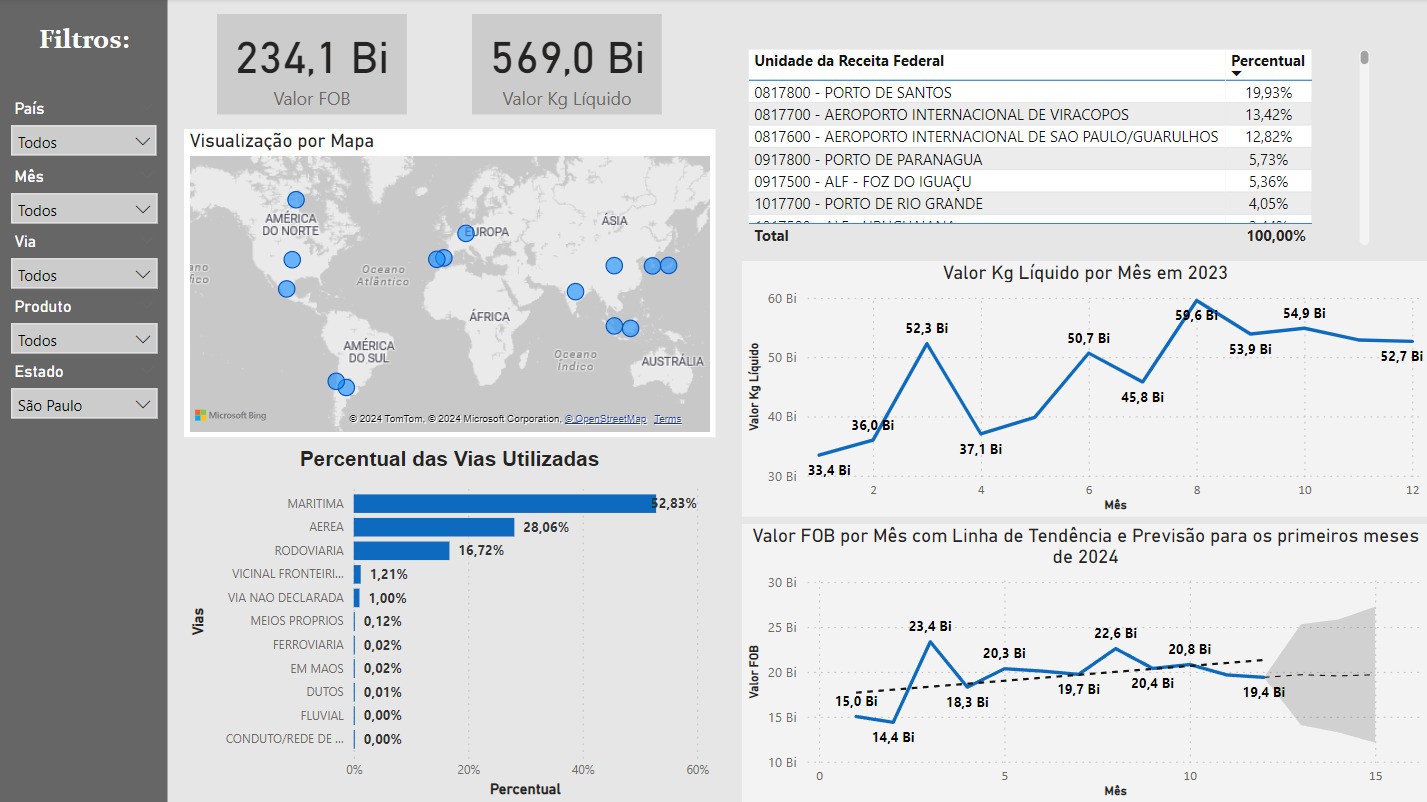 Filtros:
País
Todos
Mês
Todos
Via
Todos
Produto
Todos
Estado
São Paulo
234,1 Bi
Valor FOB
569,0 Bi
Valor Kg Líquido
Visualização por Mapa
AMÉRICA
DO NORTE
EUROPA
ÁSIA
Oceano
Atlântico
ÁFRICA
AMÉRICA
DO SUL
Oceano
Índico
AUSTRÁLIA
Microsoft Bing
© 2024 TomTom, © 2024 Microsoft Corporation, © OpenStreetMap Terms
Percentual das Vias Utilizadas
Vias
MARITIMA 52,83%
AEREA 28,06%
RODOVIARIA 16,72%
VICINAL FRONTEIRI... 1,21%
VIA NAO DECLARADA 1,00%
MEIOS PROPRIOS 0,12%
FERROVIARIA 0,02%
EM MAOS 0,02%
DUTOS 0,01%
FLUVIAL 0,00%
CONDUTO/REDE DE ... 0,00%
0% 20% 40% 60%
Percentual
Unidade da Receita Federal Percentual
0817800 - PORTO DE SANTOS 19,93%
0817700 - AEROPORTO INTERNACIONAL DE VIRACOPOS 13,42%
0817600 - AEROPORTO INTERNACIONAL DE SAO PAULO/GUARULHOS 12,82%
0917800 - PORTO DE PARANAGUA 5,73%
0917500 - ALF - FOZ DO IGUAÇU 5,36%
1017700 - PORTO DE RIO GRANDE 4,05%
Total 100,00%
Valor Kg Líquido por Mês em 2023
Valor Kg Líquido
60 Bi
50 Bi
40 Bi
30 Bi
33,4 Bi
36,0 Bi
52,3 Bi
37,1 Bi
50,7 Bi
45,8 Bi
59,6 Bi
53,9 Bi
54,9 Bi
52,7 Bi
2 4 6 8 10 12
Mês
Valor FOB por Mês com Linha de Tendência e Previsão para os primeiros meses
de 2024
Valor FOB
30 Bi
25 Bi
20 Bi
15 Bi
10 Bi
15,0 Bi
14,4 Bi
23,4 Bi
18,3 Bi
20,3 Bi
19,7 Bi
22,6 Bi
20,4 Bi
20,8 Bi
19,4 Bi
0 5 10 15
Mês